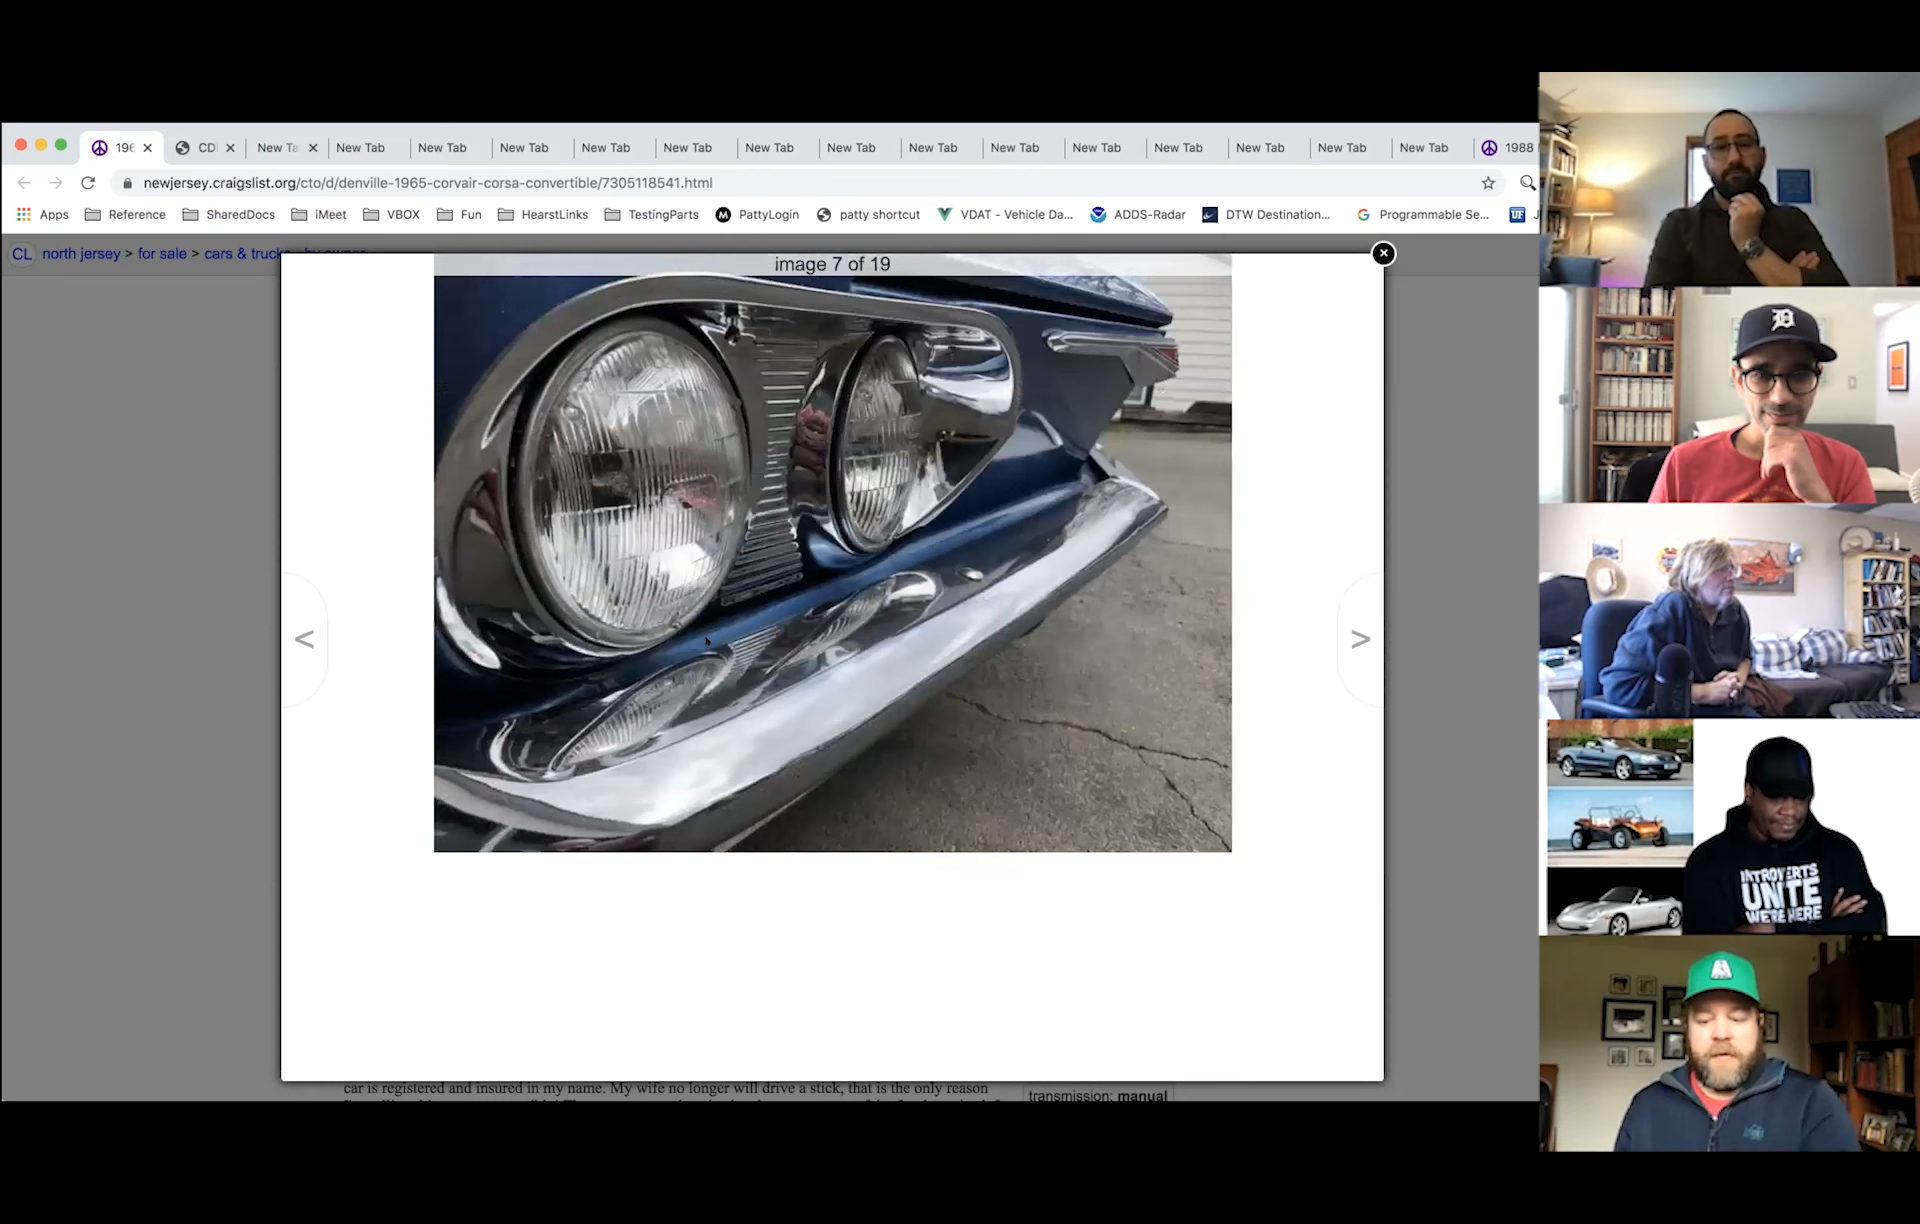 196
CD
New Ta
New Tab
New Tab
New Tab
New Tab
New Tab
New Tab
New Tab
New Tab
New Tab
New Tab
New Tab
New Tab
New Tab
New Tab
1988
newjersey.craigslist.org/cto/d/denville-1965-corvair-corsa-convertible/7305118541.html
Apps
Reference
SharedDocs
iMeet
VBOX
Fun
HearstLinks
TestingParts
M
PattyLogin
patty shortcut
VDAT - Vehicle Da...
ADDS-Radar
DTW Destination...
G
Programmable Se...
UF
CL north jersey > for sale > cars & trucks
image 7 of 19
<
>
D
INTROVERTS
UNITE
WE'RE HERE
car is registered and insured in my name. My wife no longer will drive a stick, that is the only reason
transmission: manual